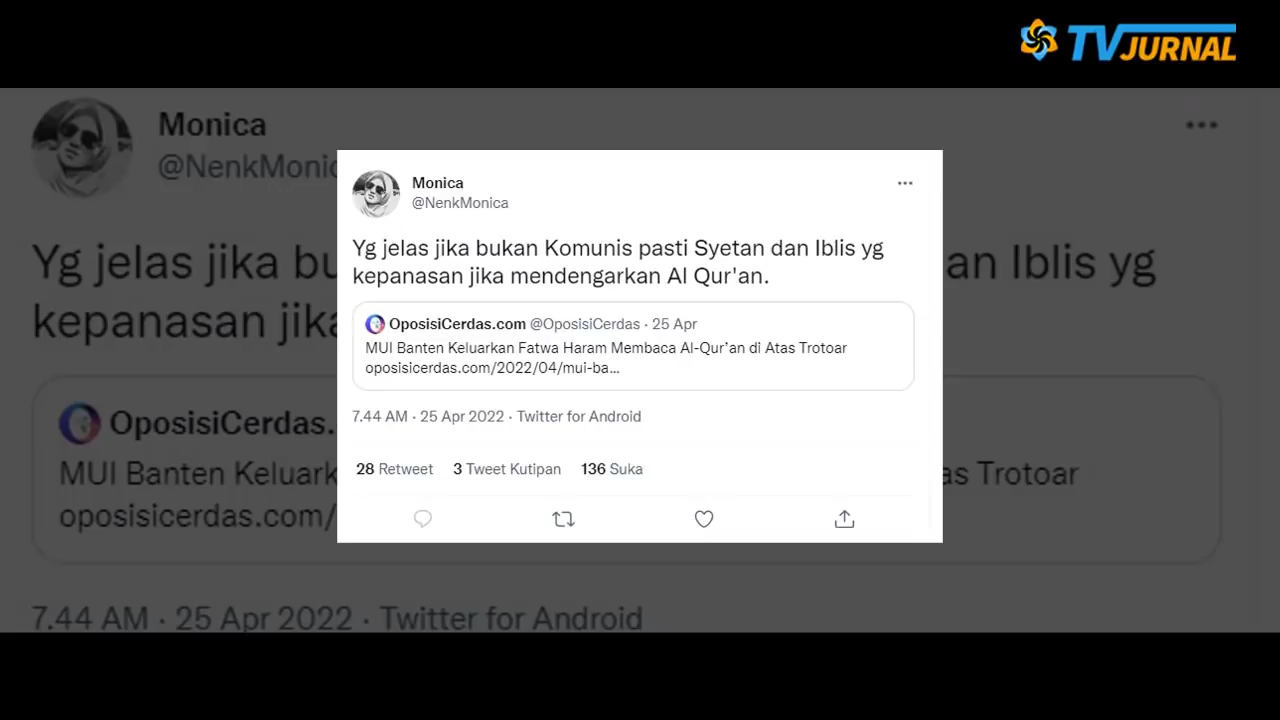 TVJURNAL
Monica
@NenkMonic
Yg jelas jika bu an Iblis yg
kepanasan jika
OposisiCerdas.
MUI Banten Keluark as Trotoar
oposisicerdas.com/
7.44 AM · 25 Apr 2022 · Twitter for Android
Monica
@NenkMonica
Yg jelas jika bukan Komunis pasti Syetan dan Iblis yg
kepanasan jika mendengarkan Al Qur'an.
OposisiCerdas.com @OposisiCerdas · 25 Apr
MUI Banten Keluarkan Fatwa Haram Membaca Al-Qur’an di Atas Trotoar
oposisicerdas.com/2022/04/mui-ba...
7.44 AM · 25 Apr 2022 · Twitter for Android
28 Retweet 3 Tweet Kutipan 136 Suka